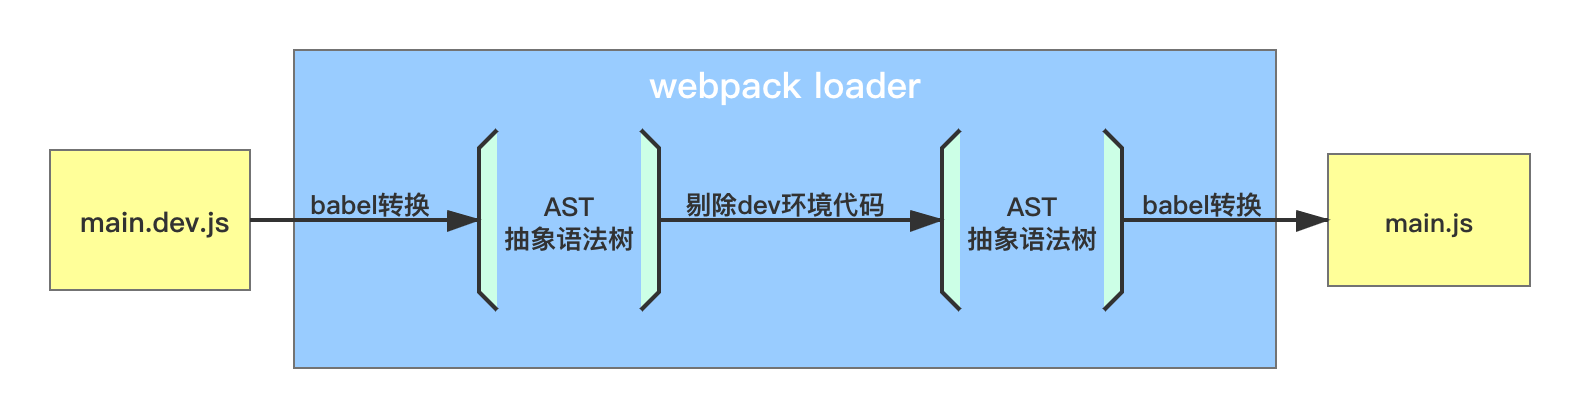 webpack loader
main.dev.js
babel转换
AST
抽象语法树
剔除dev环境代码
AST
抽象语法树
babel转换
main.js